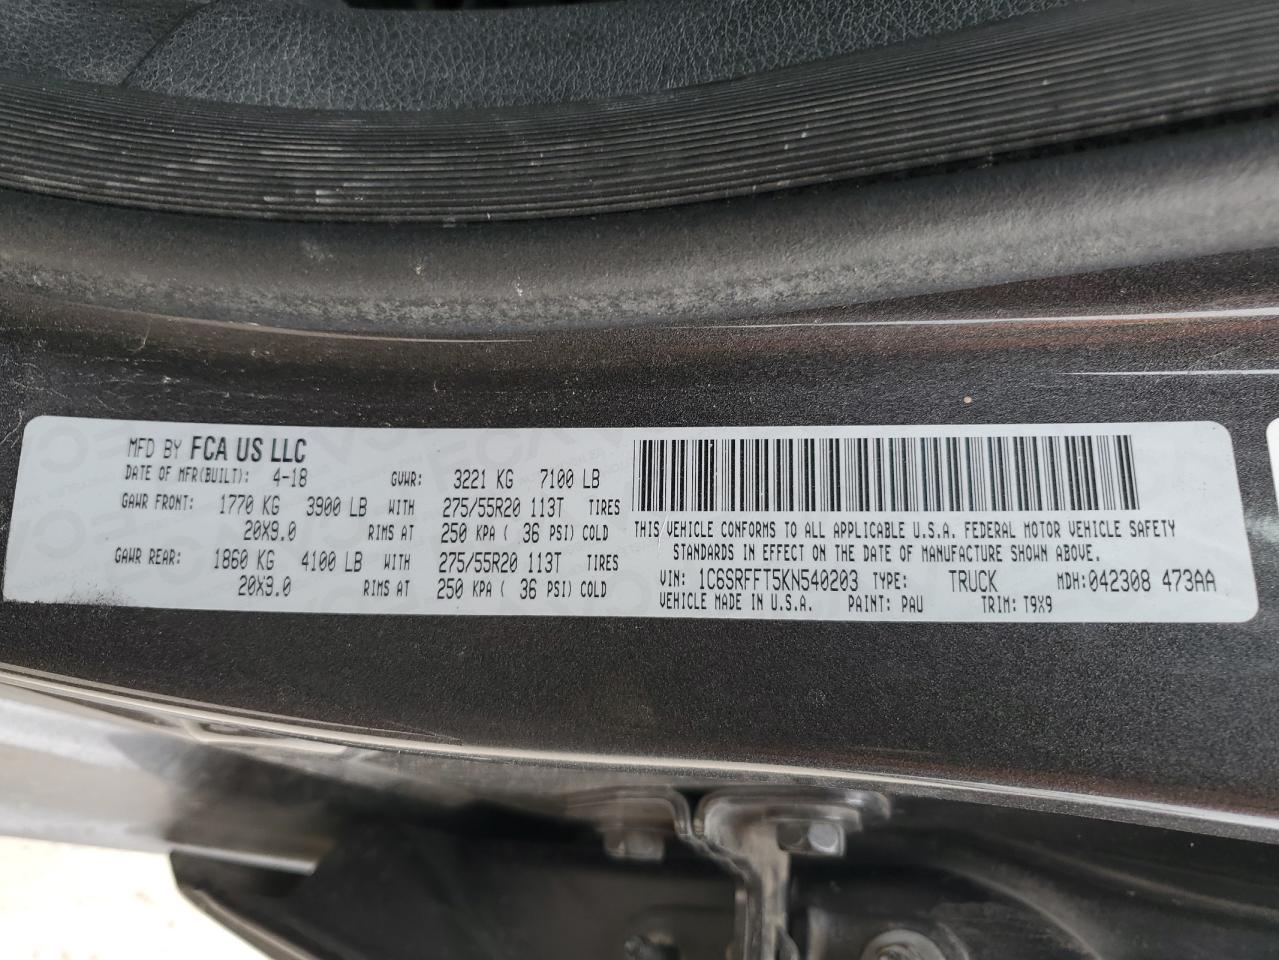 MFD BY FCA US LLC
DATE OF MFR(BUILT): 4-18 GVWR: 3221 KG 7100 LB
GAWR FRONT: 1770 KG 3900 LB WITH 275/55R20 113T TIRES
20X9.0 RIMS AT 250 KPA ( 36 PSI) COLD
GAWR REAR: 1860 KG 4100 LB WITH 275/55R20 113T TIRES
20X9.0 RIMS AT 250 KPA ( 36 PSI) COLD
THIS VEHICLE CONFORMS TO ALL APPLICABLE U.S.A. FEDERAL MOTOR VEHICLE SAFETY
STANDARDS IN EFFECT ON THE DATE OF MANUFACTURE SHOWN ABOVE.
VIN: 1C6SRFFT5KN540203 TYPE: TRUCK MDH: 042308 473AA
VEHICLE MADE IN U.S.A. PAINT: PAU TRIM: T9X9